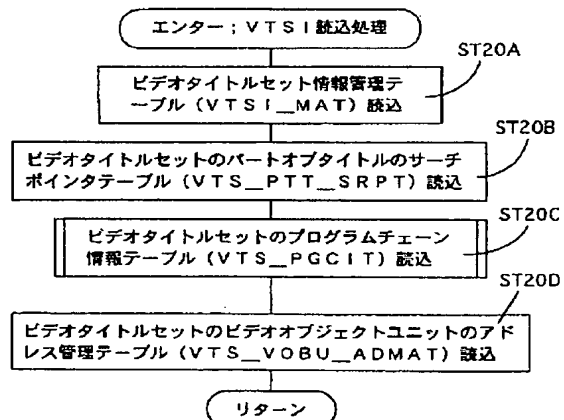 エンター；ＶＴＳＩ読込処理
ST20A
ビデオタイトルセット情報管理テ
ーブル（ＶＴＳＩ__ＭＡＴ）読込
ST20B
ビデオタイトルセットのパートオブタイトルのサーチ
ポインタテーブル（ＶＴＳ__ＰＴＴ__ＳＲＰＴ）読込
ST20C
ビデオタイトルセットのプログラムチェーン
情報テーブル（ＶＴＳ__ＰＧＣＩＴ）読込
ST20D
ビデオタイトルセットのビデオオブジェクトユニットのアド
レス管理テーブル（ＶＴＳ__ＶＯＢＵ__ＡＤＭＡＴ）読込
リターン